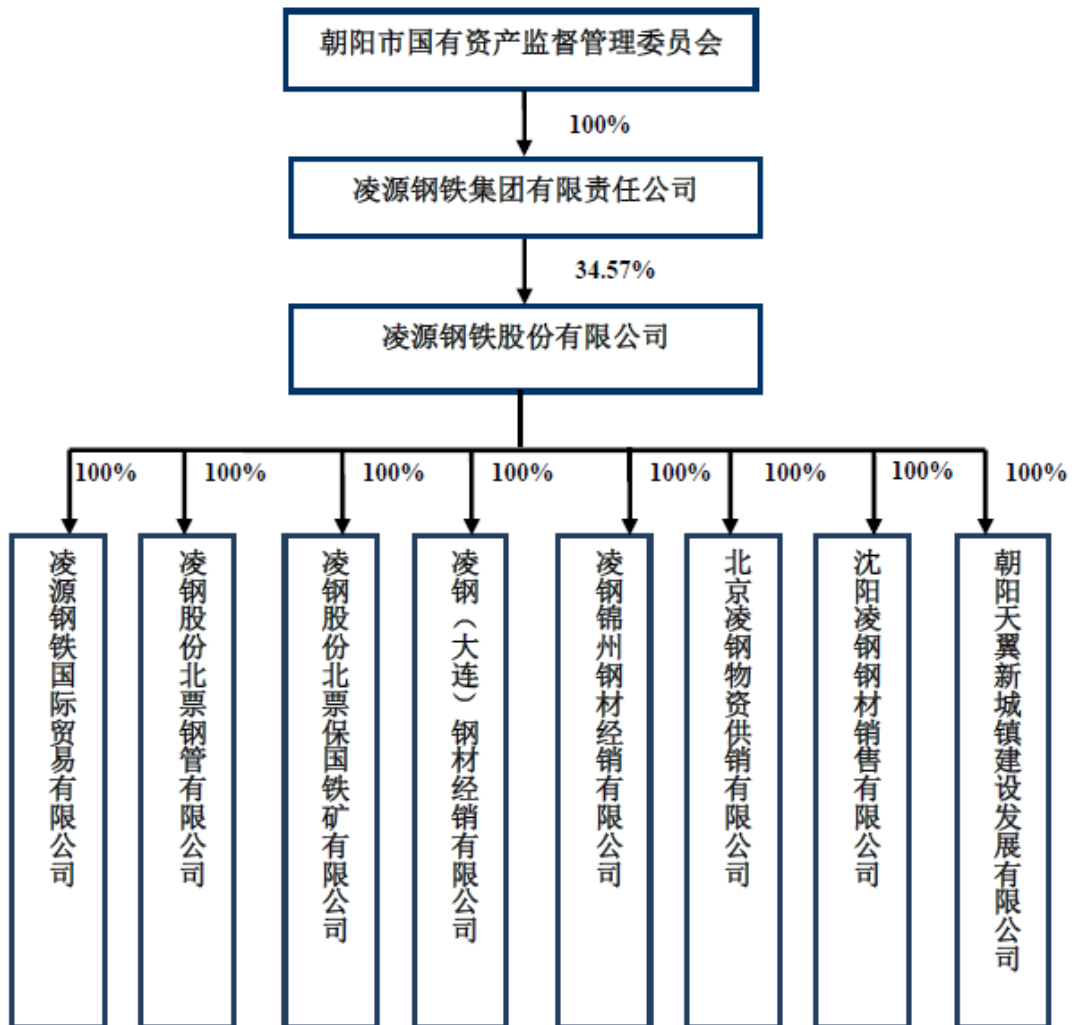 朝阳市国有资产监督管理委员会
100%
凌源钢铁集团有限责任公司
34.57%
凌源钢铁股份有限公司
100%
100%
100%
100%
100%
100%
100%
100%
凌源钢铁国际贸易有限公司
凌钢股份北票钢管有限公司
凌钢股份北票保国铁矿有限公司
凌钢（大连）钢材经销有限公司
凌钢锦州钢材经销有限公司
北京凌钢物资供销有限公司
沈阳凌钢钢材销售有限公司
朝阳天翼新城镇建设发展有限公司